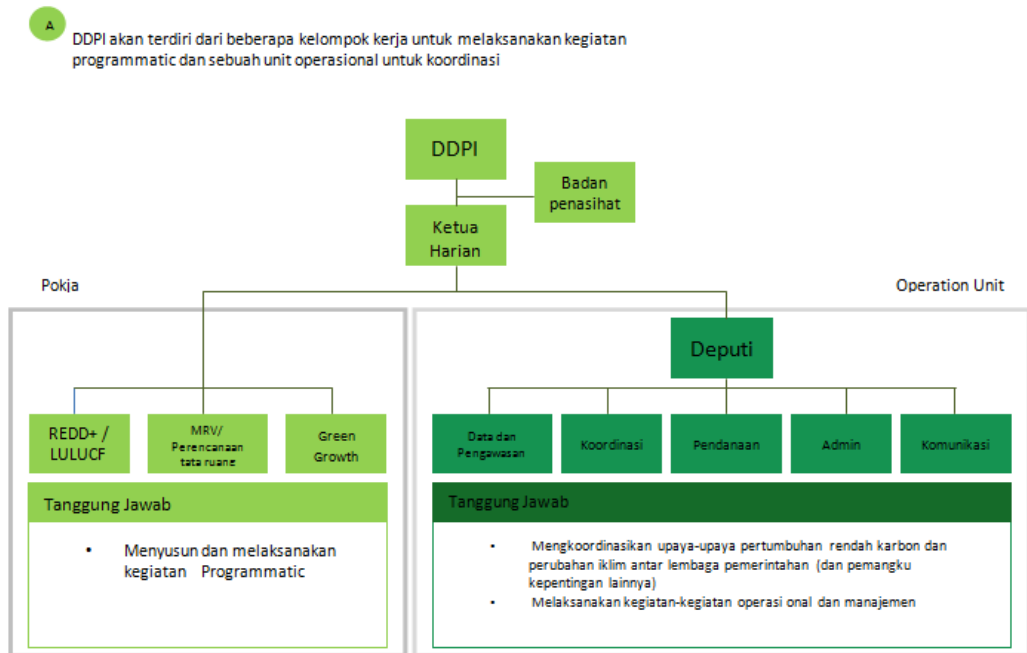 A
DDPI akan terdiri dari beberapa kelompok kerja untuk melaksanakan kegiatan
programmatic dan sebuah unit operasional untuk koordinasi
DDPI
Badan
penasihat
Ketua
Harian
Pokja
Operation Unit
Deputi
REDD+ /
LULUCF
MRV/
Perencanaan
tata ruang
Green
Growth
Data dan
Pengawasan
Koordinasi
Pendanaan
Admin
Komunikasi
Tanggung Jawab
• Menyusun dan melaksanakan
kegiatan Programmatic
Tanggung Jawab
• Mengkoordinasikan upaya-upaya pertumbuhan rendah karbon dan
perubahan iklim antar lembaga pemerintahan (dan pemangku
kepentingan lainnya)
• Melaksanakan kegiatan-kegiatan operasi onal dan manajemen